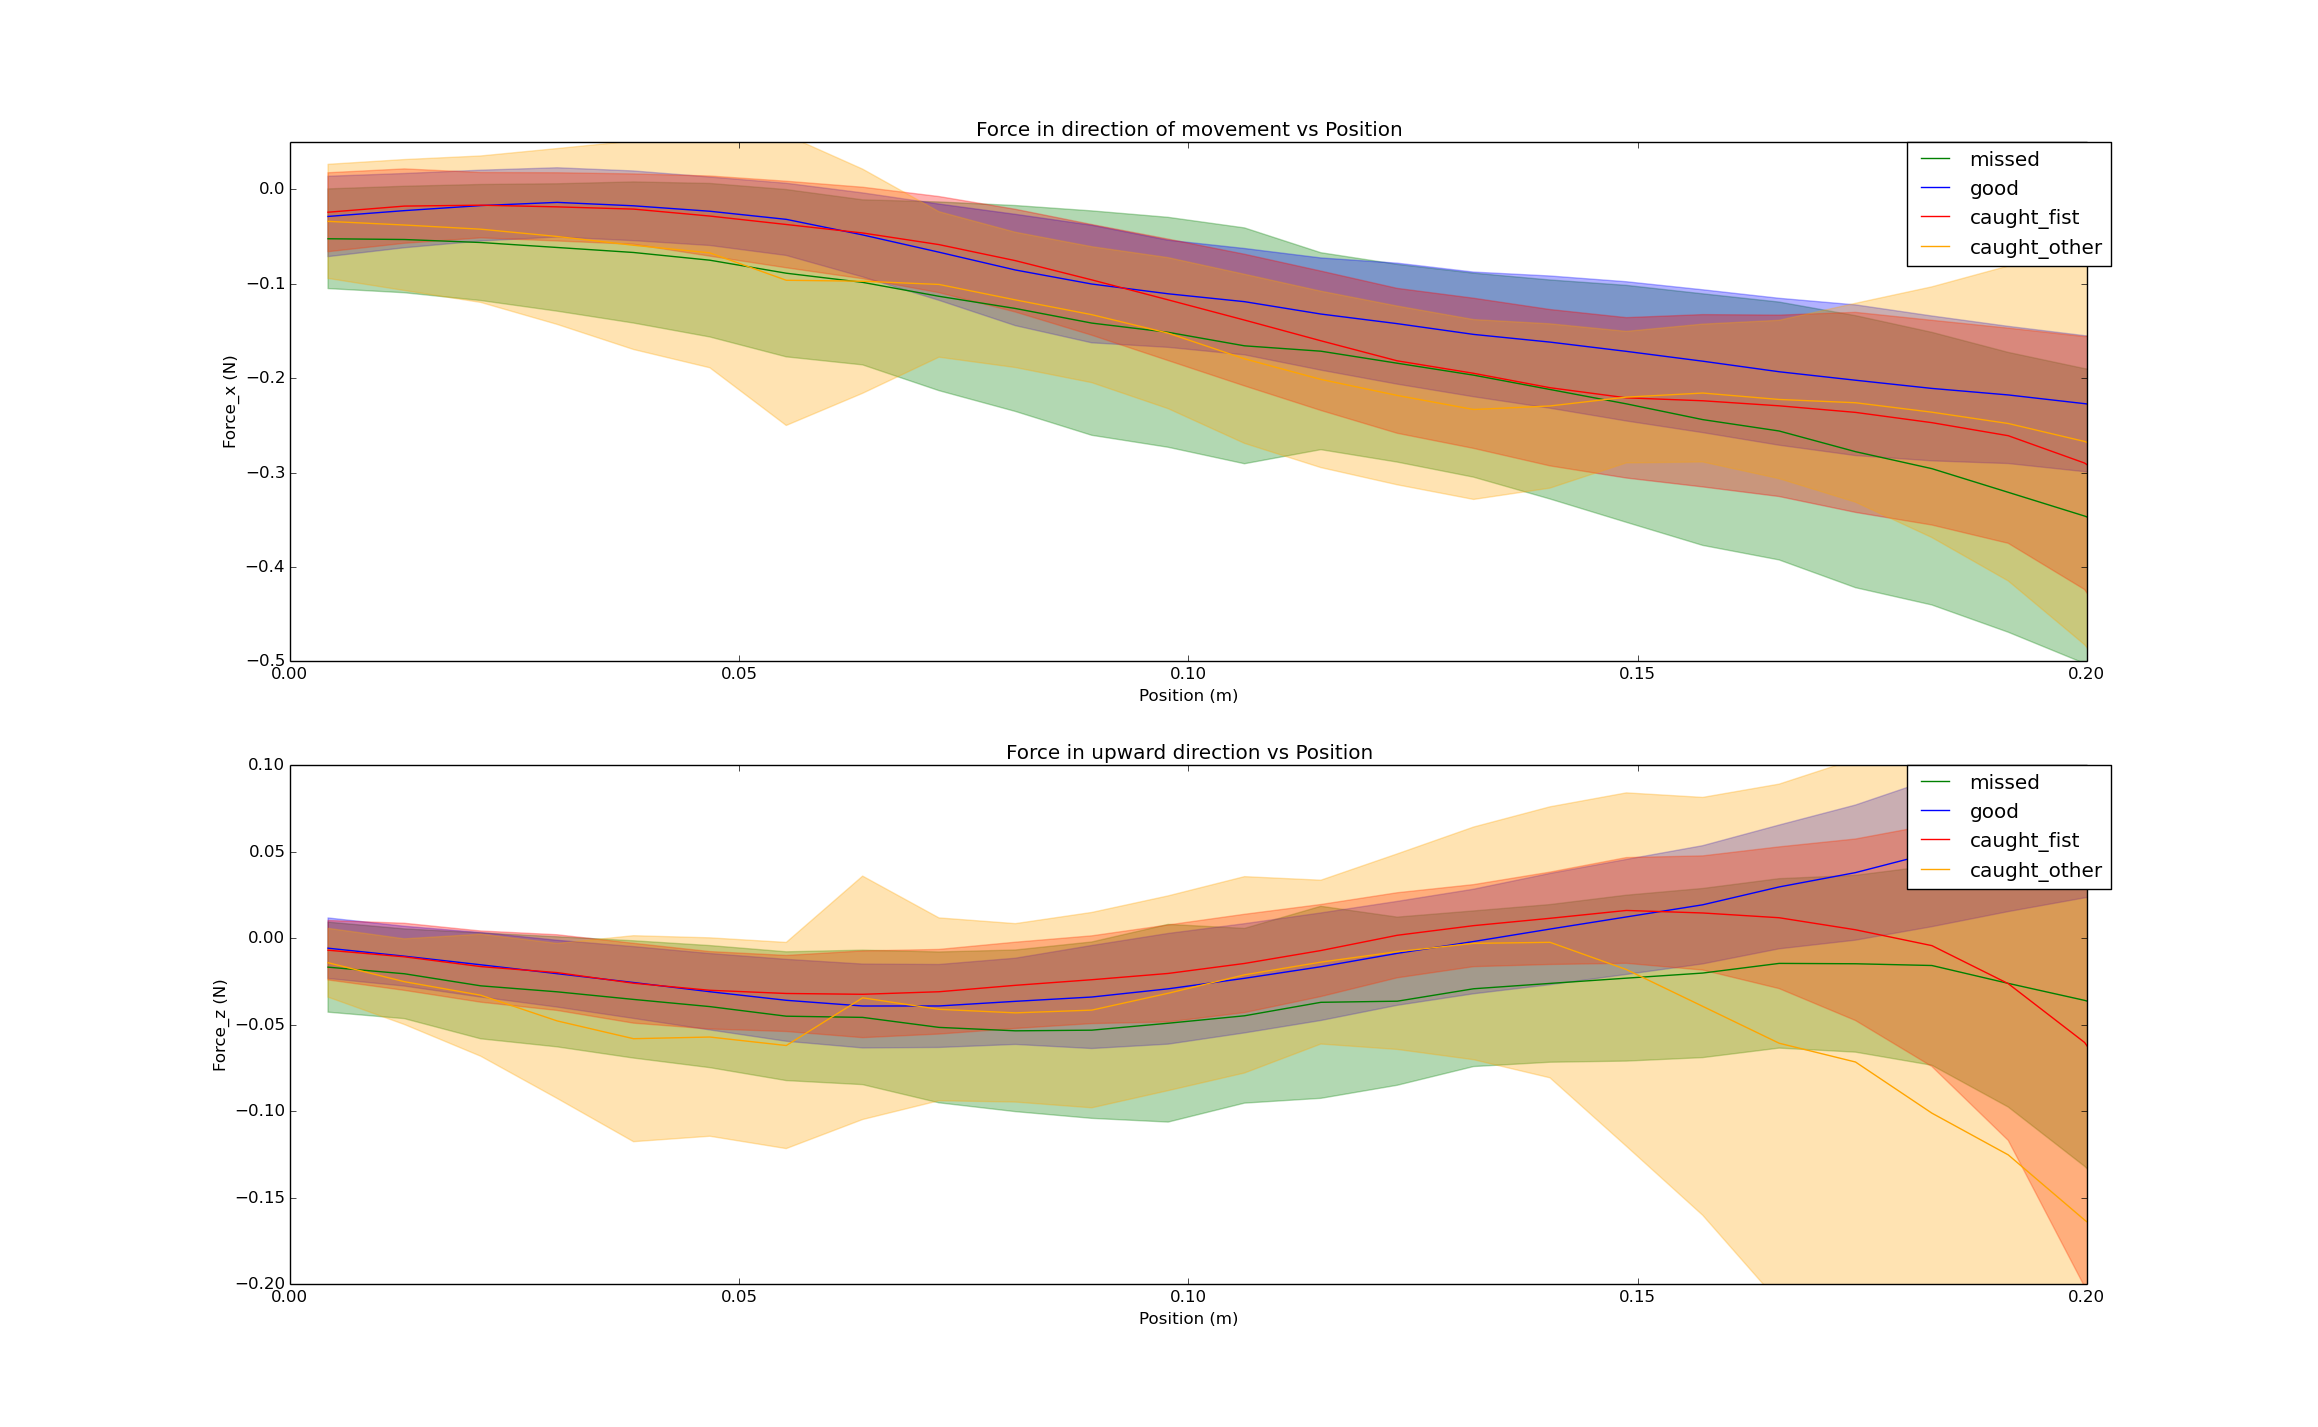 Force in direction of movement vs Position
missed
good
caught_fist
caught_other
0.0
−0.1
−0.2
−0.3
−0.4
−0.5
Force_x (N)
0.00 0.05 0.10 0.15 0.20
Position (m)
Force in upward direction vs Position
missed
good
caught_fist
caught_other
0.10
0.05
0.00
−0.05
−0.10
−0.15
−0.20
Force_z (N)
0.00 0.05 0.10 0.15 0.20
Position (m)